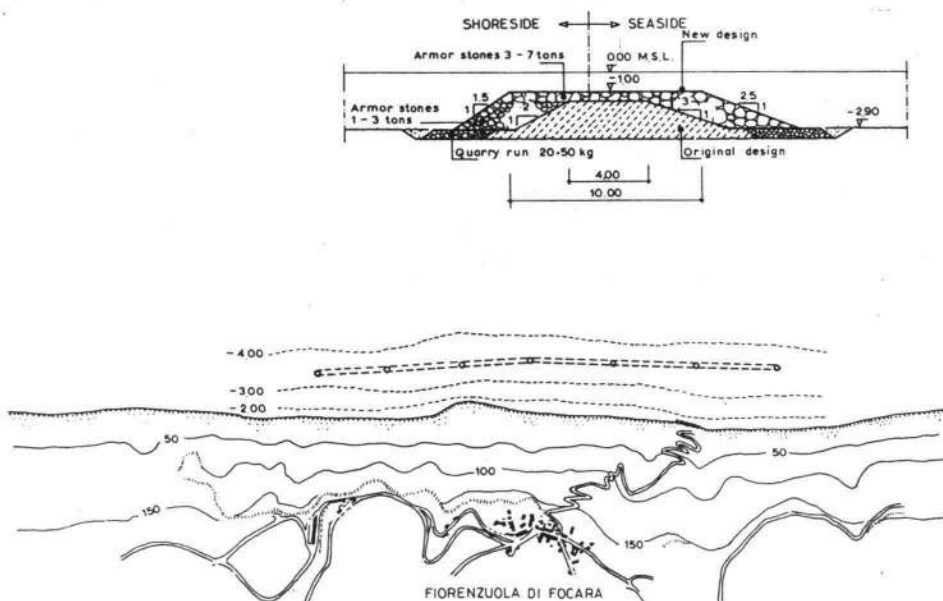 SHORESIDE SEASIDE
New design
Armor stones 3 - 7 tons
0.00 M.S.L.
-1.00
1.5
1
2
1
3
1
2.5
1
Armor stones
1 - 3 tons
-2.90
Quarry run 20÷50 kg
Original design
4.00
10.00
-4.00
-3.00
-2.00
50
50
100
150
150
FIORENZUOLA DI FOCARA